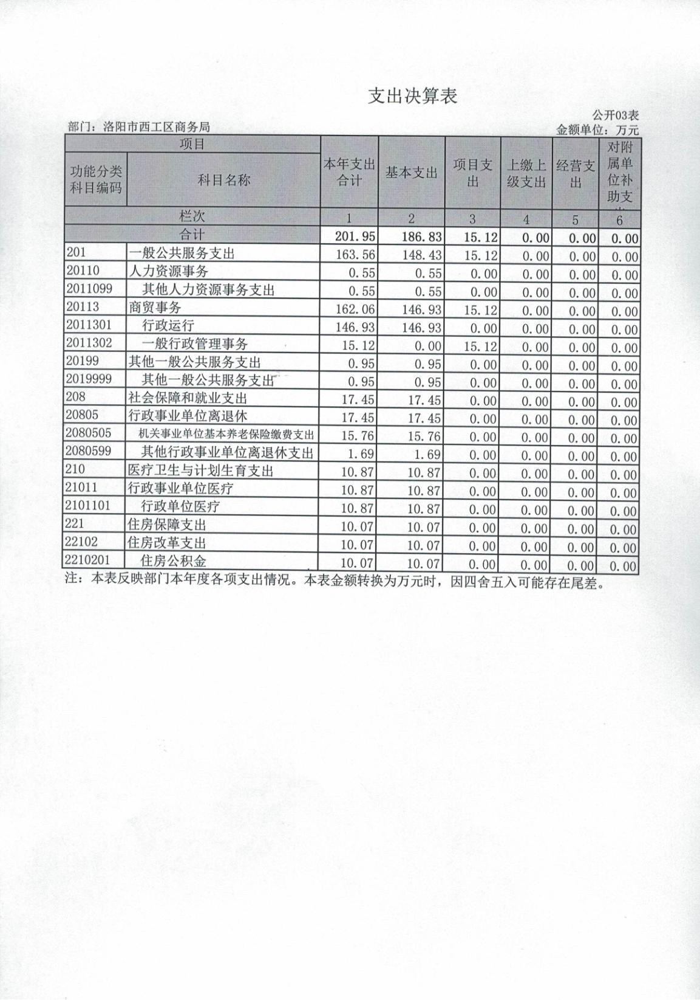 支出决算表
公开03表
部门：洛阳市西工区商务局 金额单位：万元
项目 本年支出合计 基本支出 项目支出 上缴上级支出 经营支出 对附属单位补助支
功能分类科目编码 科目名称
栏次 1 2 3 4 5 6
合计 201.95 186.83 15.12 0.00 0.00 0.00
201 一般公共服务支出 163.56 148.43 15.12 0.00 0.00 0.00
20110 人力资源事务 0.55 0.55 0.00 0.00 0.00 0.00
2011099 其他人力资源事务支出 0.55 0.55 0.00 0.00 0.00 0.00
20113 商贸事务 162.06 146.93 15.12 0.00 0.00 0.00
2011301 行政运行 146.93 146.93 0.00 0.00 0.00 0.00
2011302 一般行政管理事务 15.12 0.00 15.12 0.00 0.00 0.00
20199 其他一般公共服务支出 0.95 0.95 0.00 0.00 0.00 0.00
2019999 其他一般公共服务支出 0.95 0.95 0.00 0.00 0.00 0.00
208 社会保障和就业支出 17.45 17.45 0.00 0.00 0.00 0.00
20805 行政事业单位离退休 17.45 17.45 0.00 0.00 0.00 0.00
2080505 机关事业单位基本养老保险缴费支出 15.76 15.76 0.00 0.00 0.00 0.00
2080599 其他行政事业单位离退休支出 1.69 1.69 0.00 0.00 0.00 0.00
210 医疗卫生与计划生育支出 10.87 10.87 0.00 0.00 0.00 0.00
21011 行政事业单位医疗 10.87 10.87 0.00 0.00 0.00 0.00
2101101 行政单位医疗 10.87 10.87 0.00 0.00 0.00 0.00
221 住房保障支出 10.07 10.07 0.00 0.00 0.00 0.00
22102 住房改革支出 10.07 10.07 0.00 0.00 0.00 0.00
2210201 住房公积金 10.07 10.07 0.00 0.00 0.00 0.00
注：本表反映部门本年度各项支出情况。本表金额转换为万元时，因四舍五入可能存在尾差。